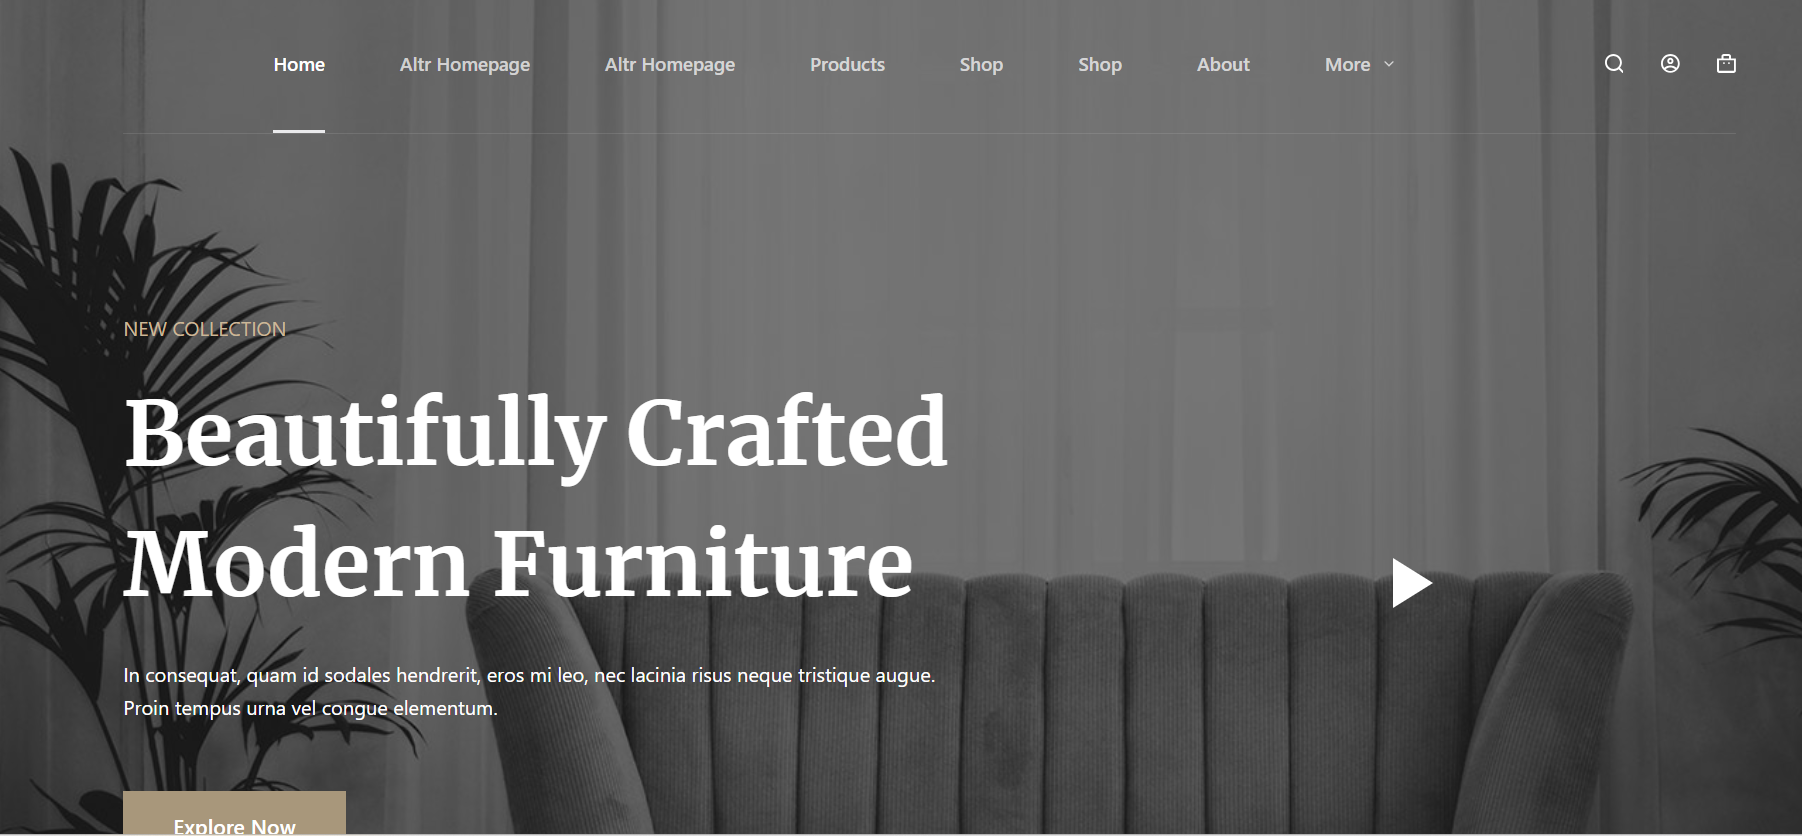 Home Altr Homepage Altr Homepage Products Shop Shop About More
NEW COLLECTION
Beautifully Crafted
Modern Furniture
In consequat, quam id sodales hendrerit, eros mi leo, nec lacinia risus neque tristique augue.
Proin tempus urna vel congue elementum.
Explore Now